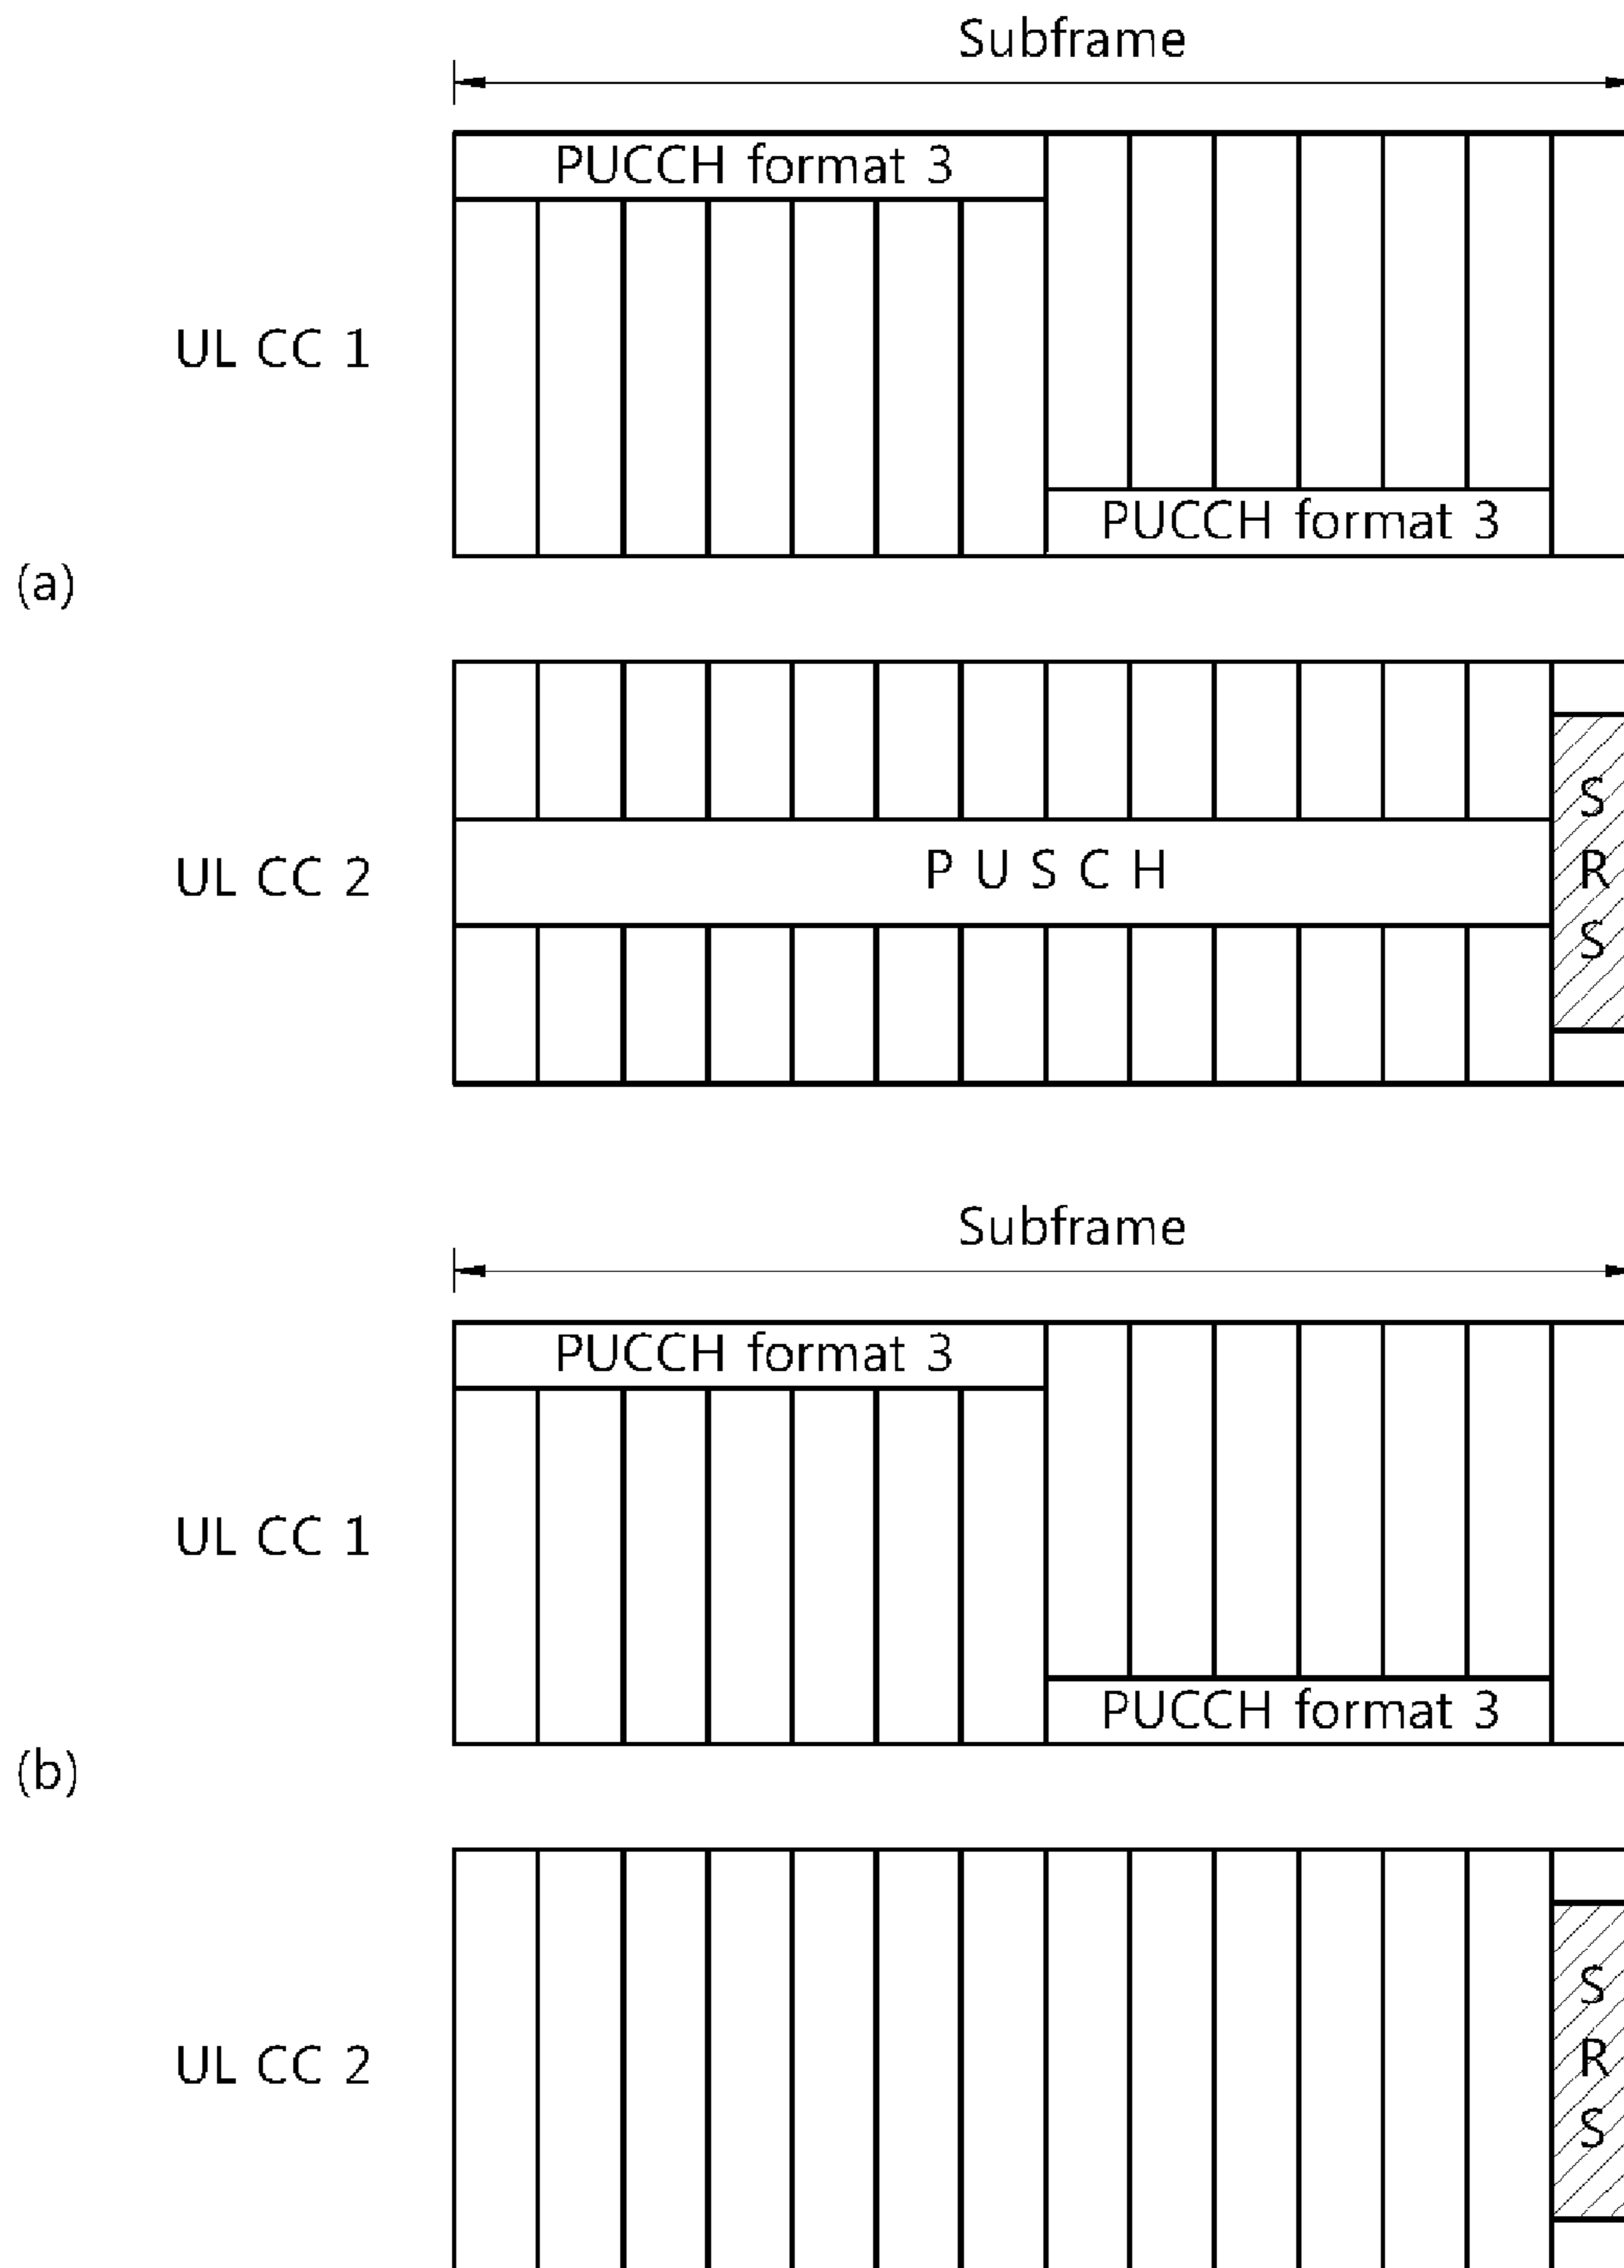 Subframe
PUCCH format 3
UL CC 1
PUCCH format 3
(a)
S
R
S
UL CC 2
P U S C H
Subframe
PUCCH format 3
UL CC 1
PUCCH format 3
(b)
S
R
S
UL CC 2